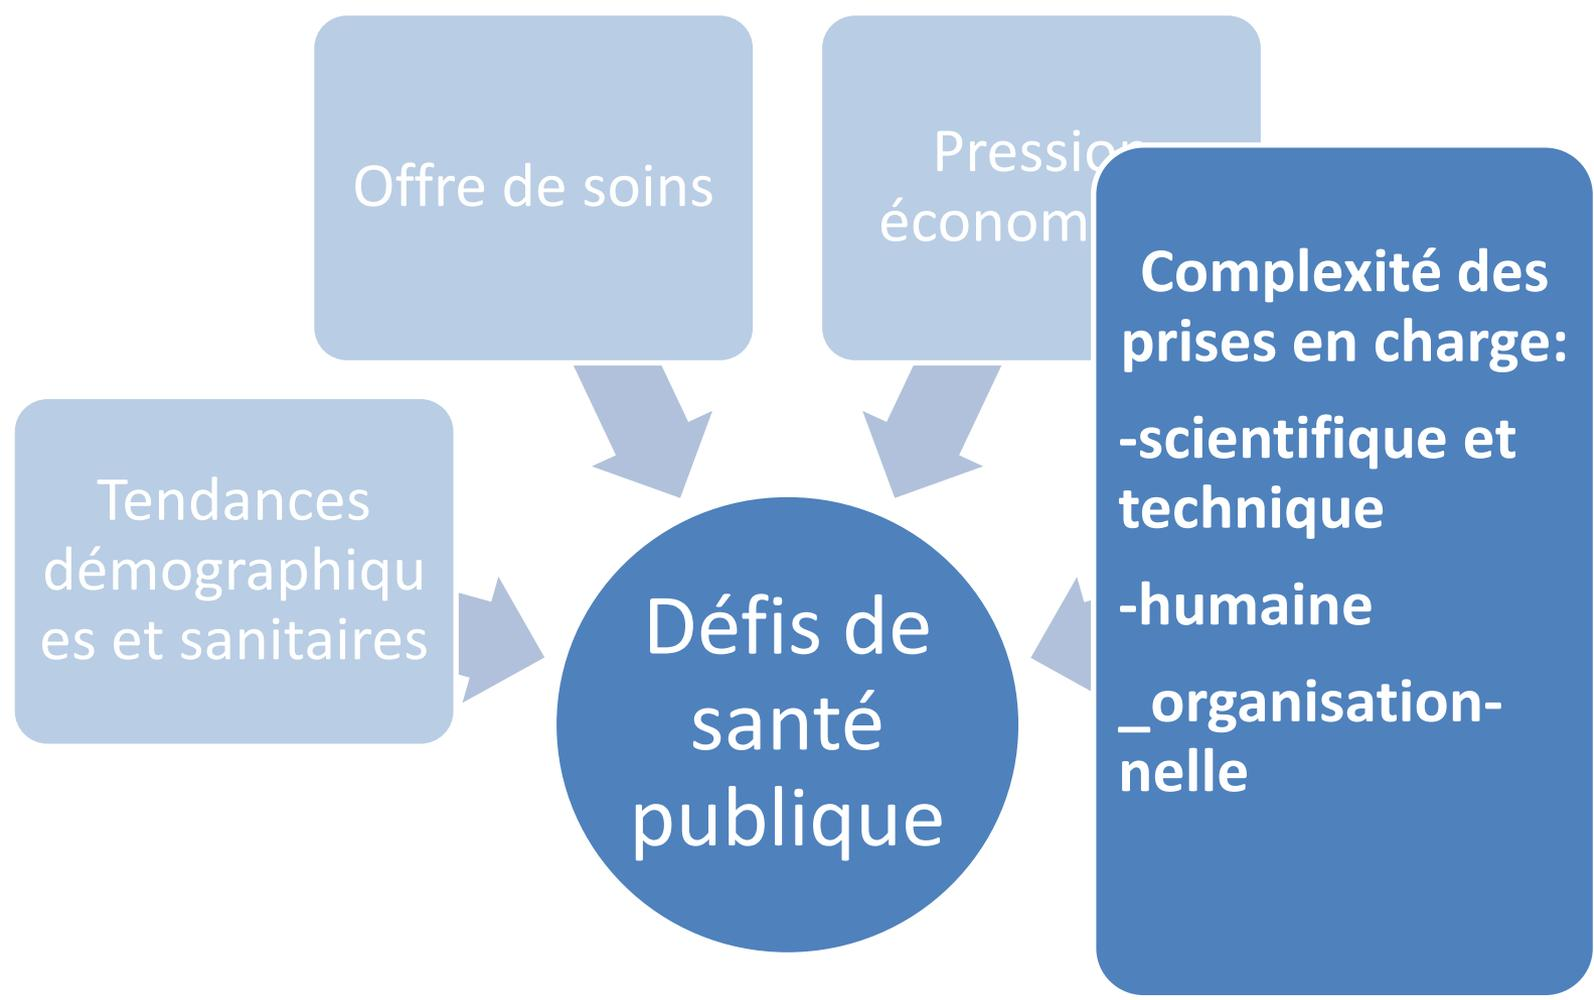 Offre de soins
Pression
économ
Complexité des
prises en charge:
-scientifique et
technique
-humaine
_organisation-
nelle
Tendances
démographiqu
es et sanitaires
Défis de
santé
publique